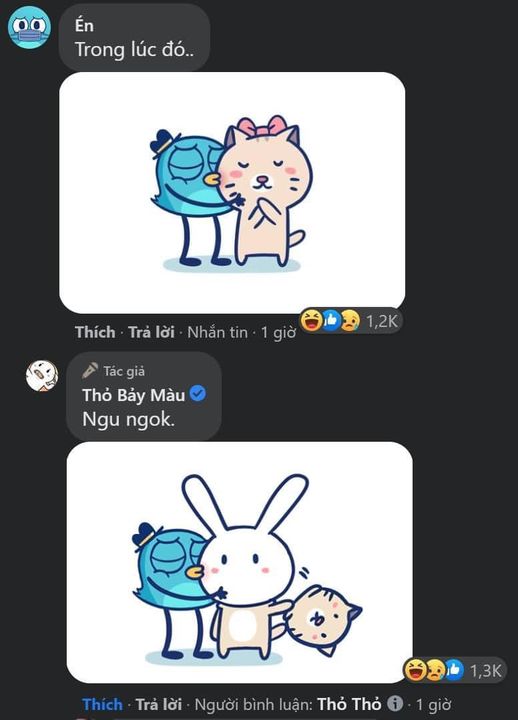 Én
Trong lúc đó..
Thích · Trả lời · Nhắn tin · 1 giờ
1,2K
Tác giả
Thỏ Bảy Màu
Ngu ngok.
1,3K
Thích · Trả lời · Người bình luận: Thỏ Thỏ · 1 giờ